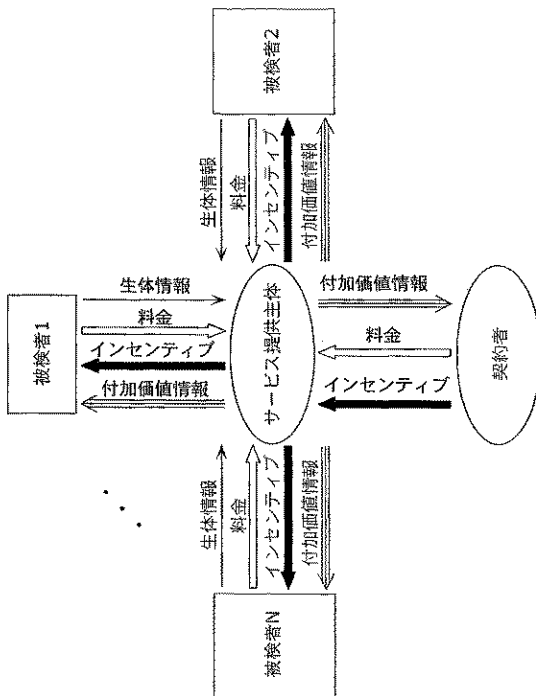 被検者2
生体情報
料金
インセンティブ
付加価値情報
被検者1
生体情報
料金
インセンティブ
付加価値情報
サービス提供主体
付加価値情報
料金
インセンティブ
契約者
生体情報
料金
インセンティブ
付加価値情報
被検者N